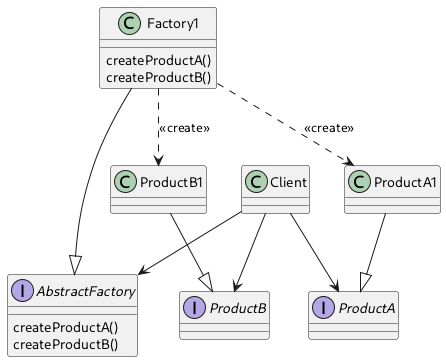 C Factory1
createProductA()
createProductB()
«create»
«create»
C ProductB1
C Client
C ProductA1
I AbstractFactory
createProductA()
createProductB()
I ProductB
I ProductA